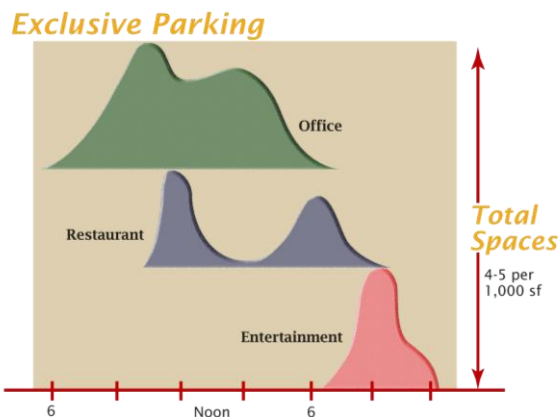 Exclusive Parking
Office
Restaurant
Total
Spaces
4-5 per
1,000 sf
Entertainment
6
Noon
6